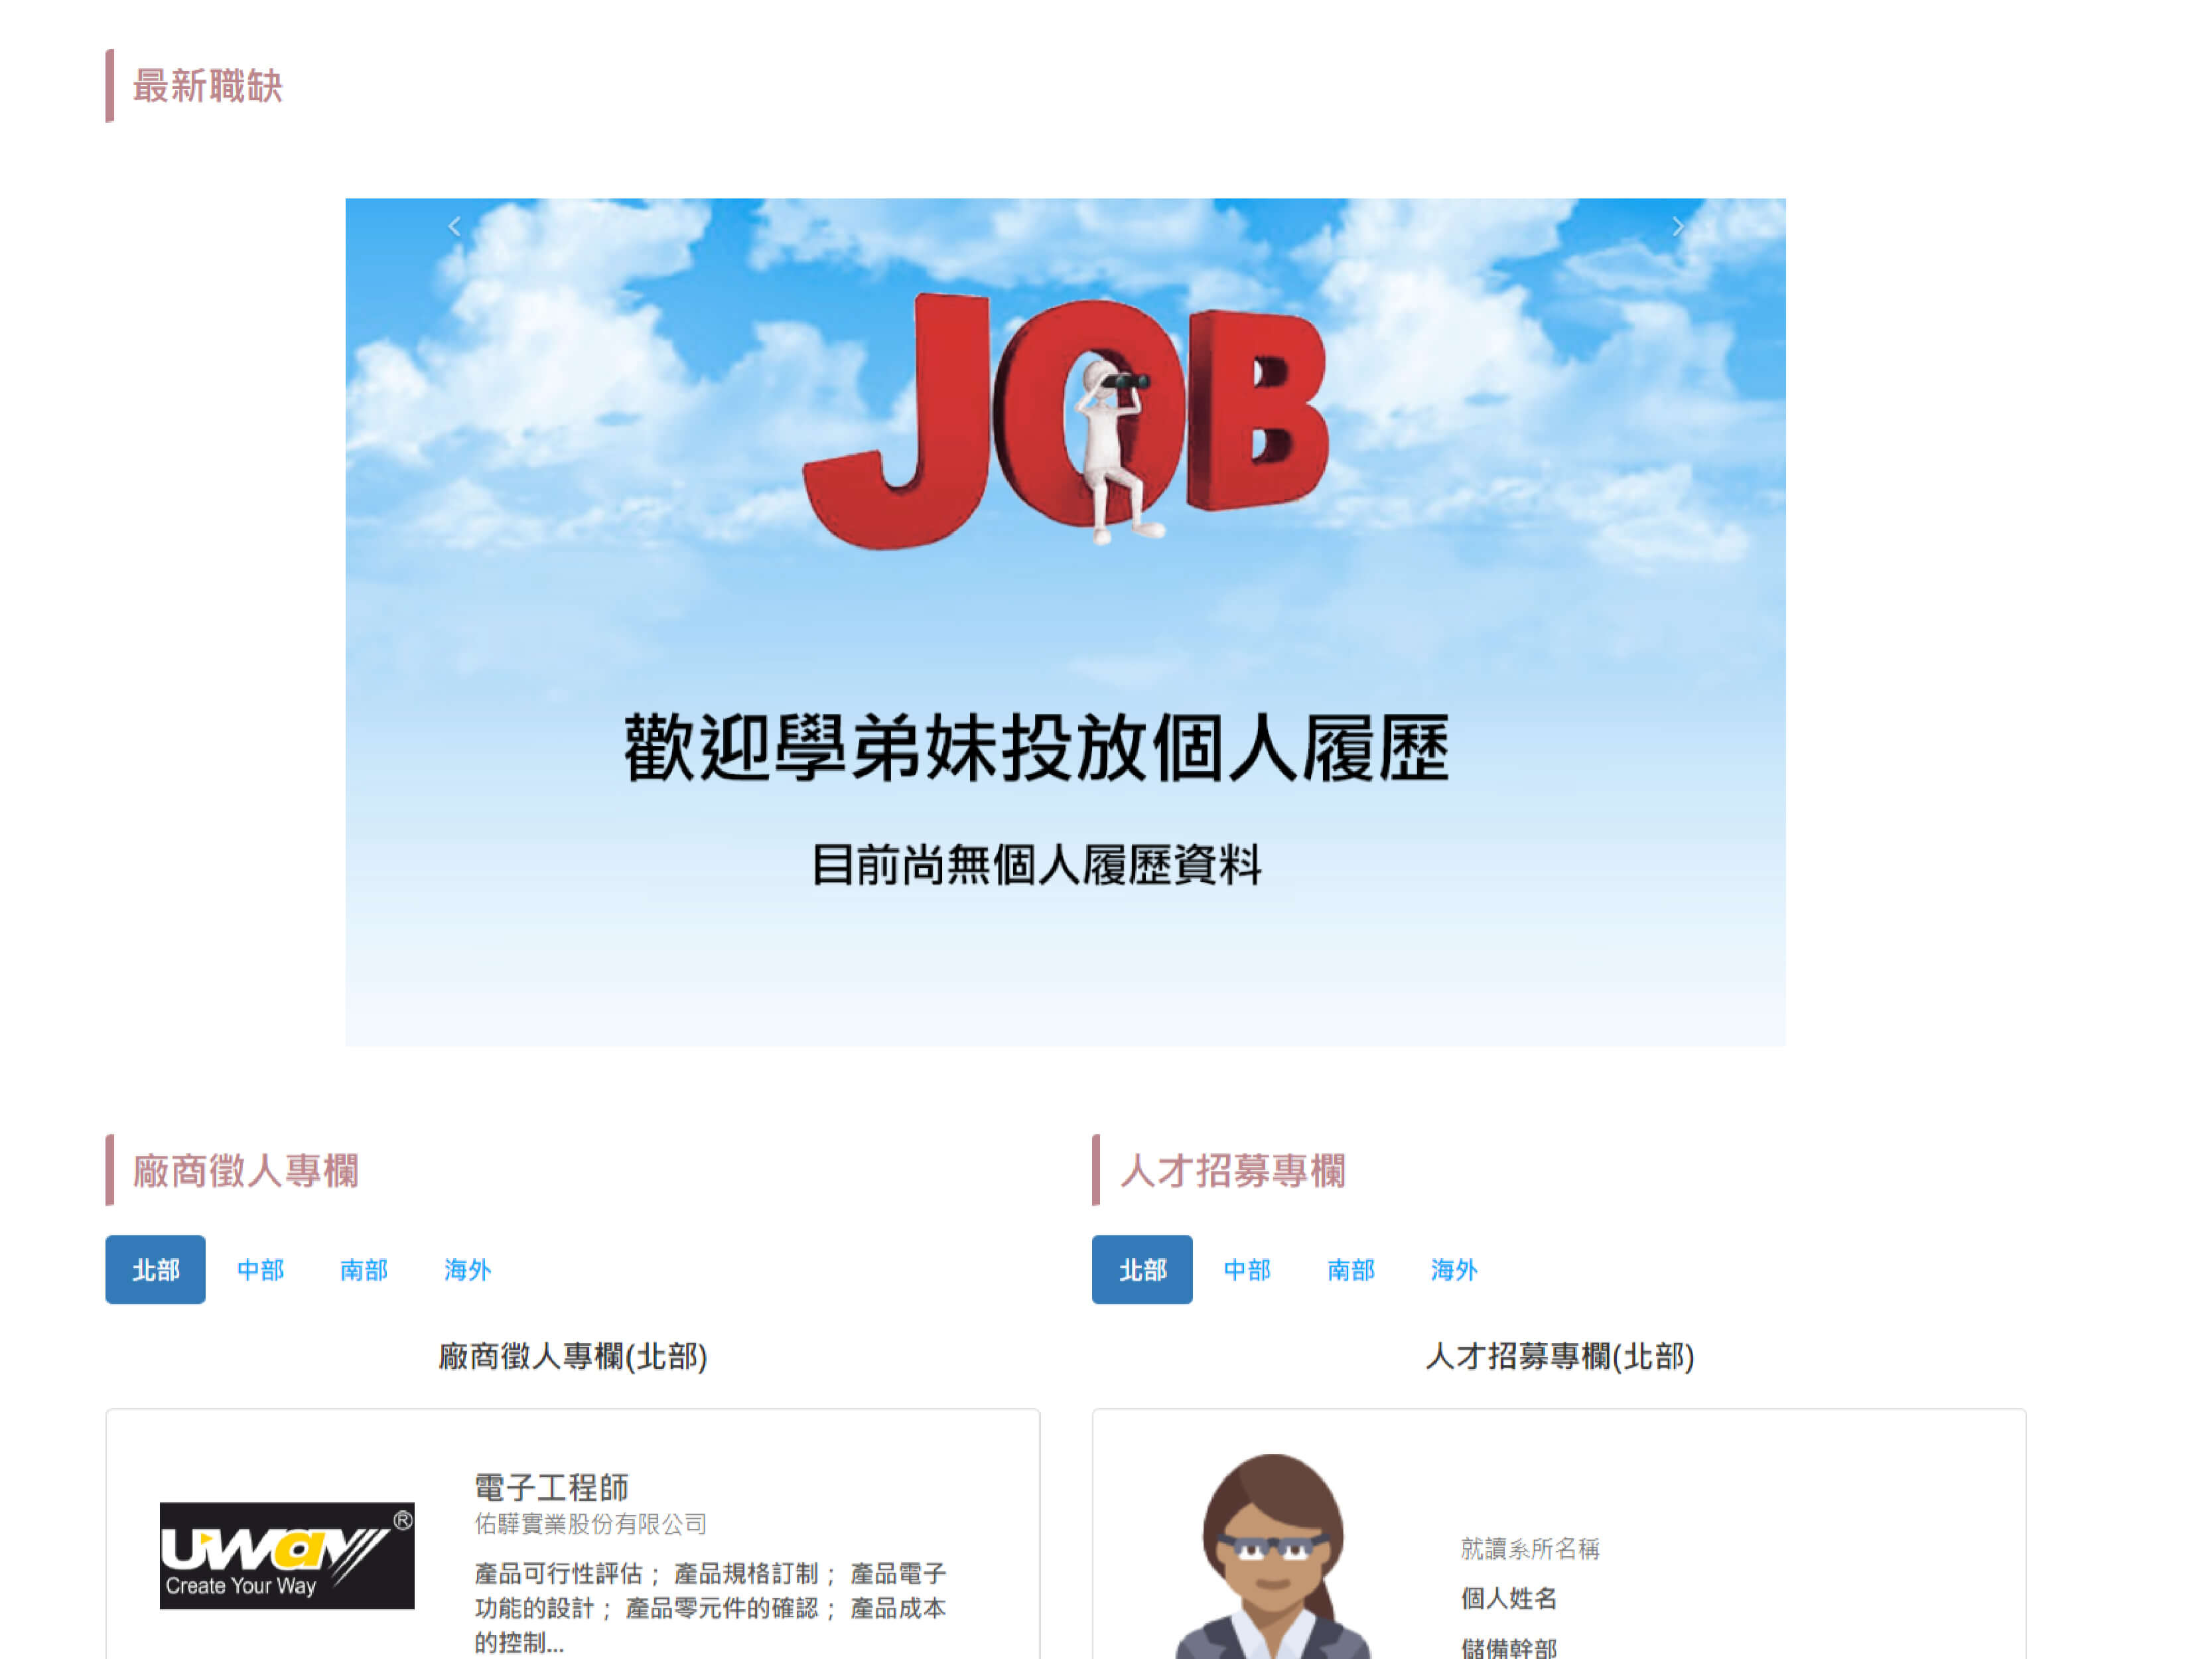 最新職缺
JOB
歡迎學弟妹投放個人履歷
目前尚無個人履歷資料
廠商徵人專欄
北部 中部 南部 海外
廠商徵人專欄(北部)
uway®
Create Your Way
電子工程師
佑驊實業股份有限公司
產品可行性評估； 產品規格訂制； 產品電子
功能的設計； 產品零元件的確認； 產品成本
的控制...
人才招募專欄
北部 中部 南部 海外
人才招募專欄(北部)
就讀系所名稱
個人姓名
儲備幹部